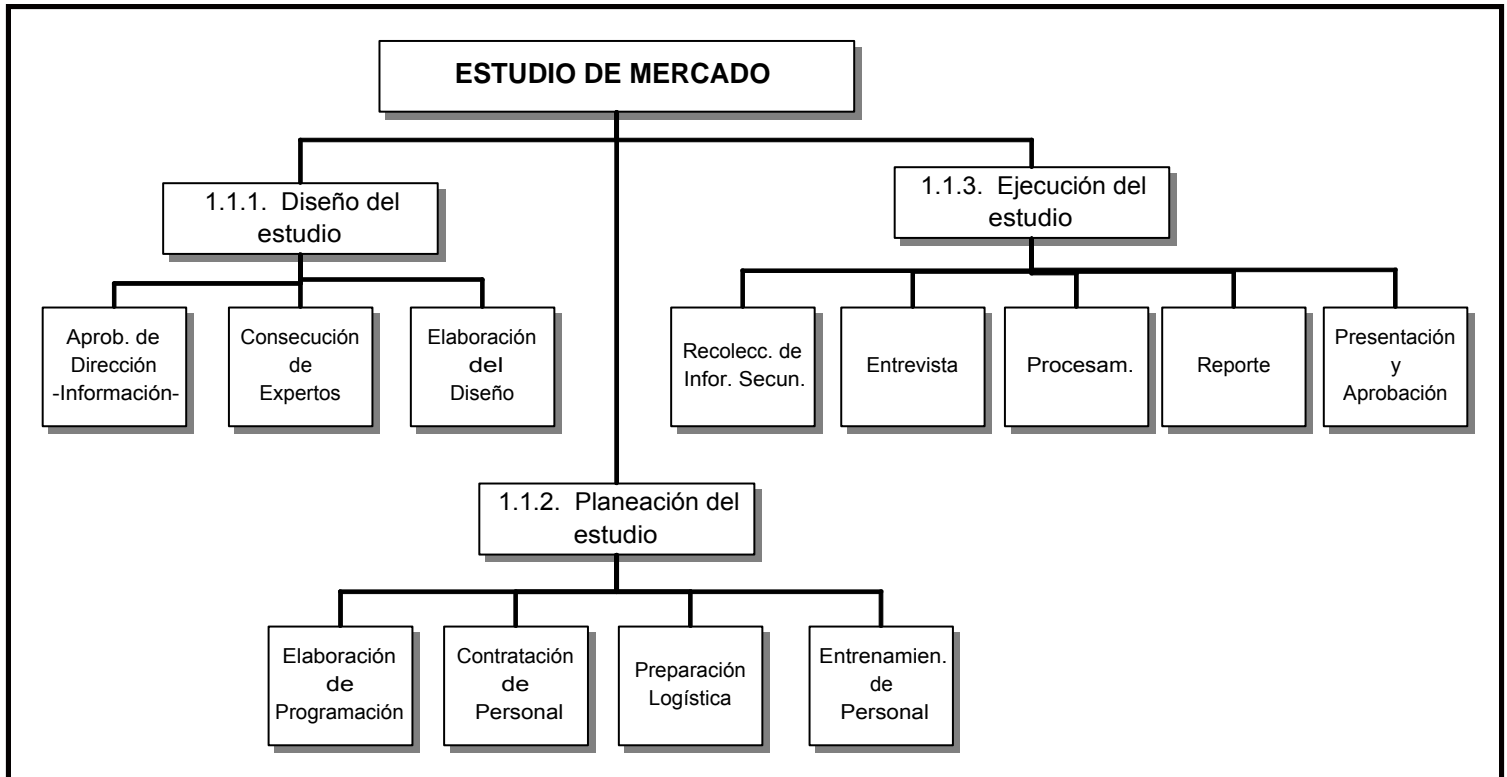 ESTUDIO DE MERCADO
1.1.1. Diseño del
estudio
Aprob. de
Dirección
-Información-
Consecución
de
Expertos
Elaboración
del
Diseño
1.1.3. Ejecución del
estudio
Recolecc. de
Infor. Secun.
Entrevista
Procesam.
Reporte
Presentación
y
Aprobación
1.1.2. Planeación del
estudio
Elaboración
de
Programación
Contratación
de
Personal
Preparación
Logística
Entrenamien.
de
Personal